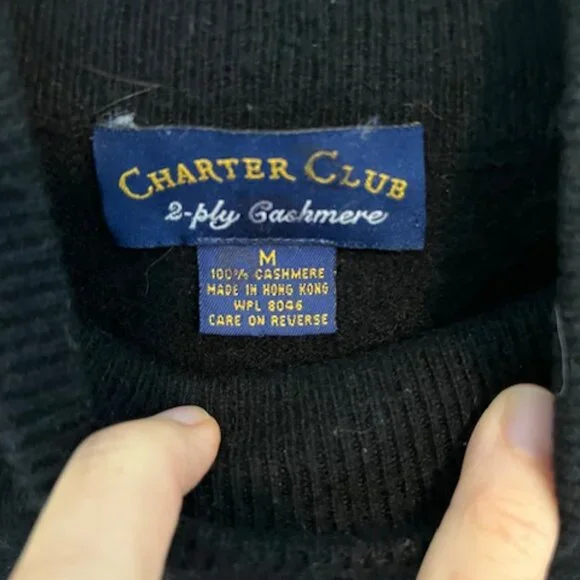 CHARTER CLUB
2-ply Cashmere
M
100% CASHMERE
MADE IN HONG KONG
WPL 8046
CARE ON REVERSE